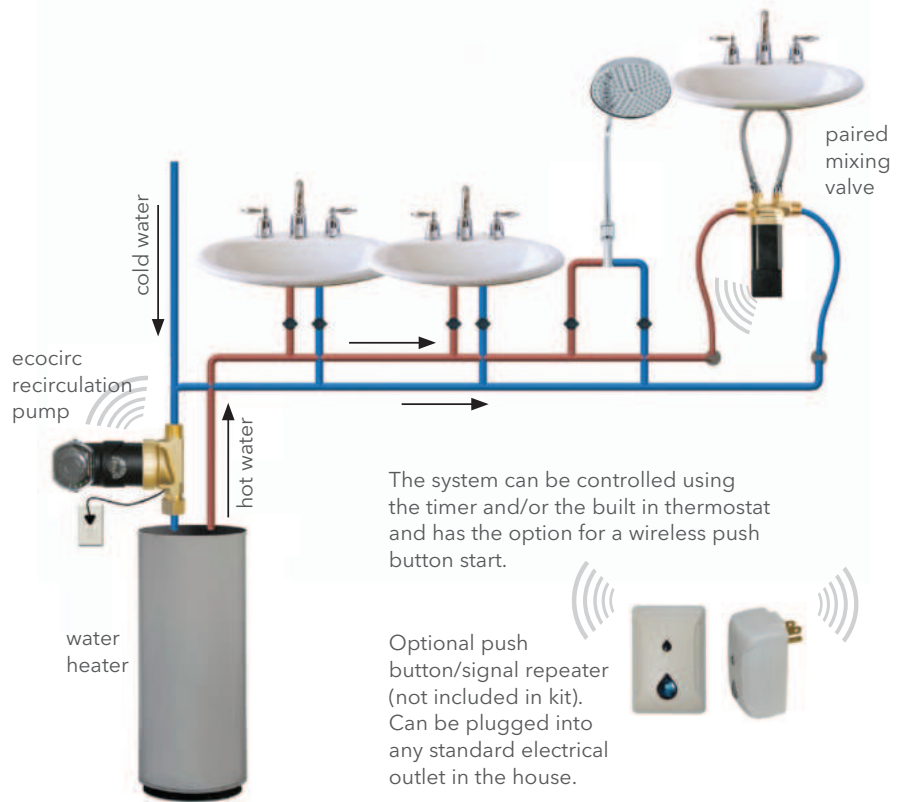 paired
mixing
valve
cold water
ecocirc
recirculation
pump
hot water
The system can be controlled using
the timer and/or the built in thermostat
and has the option for a wireless push
button start.
water
heater
Optional push
button/signal repeater
(not included in kit).
Can be plugged into
any standard electrical
outlet in the house.